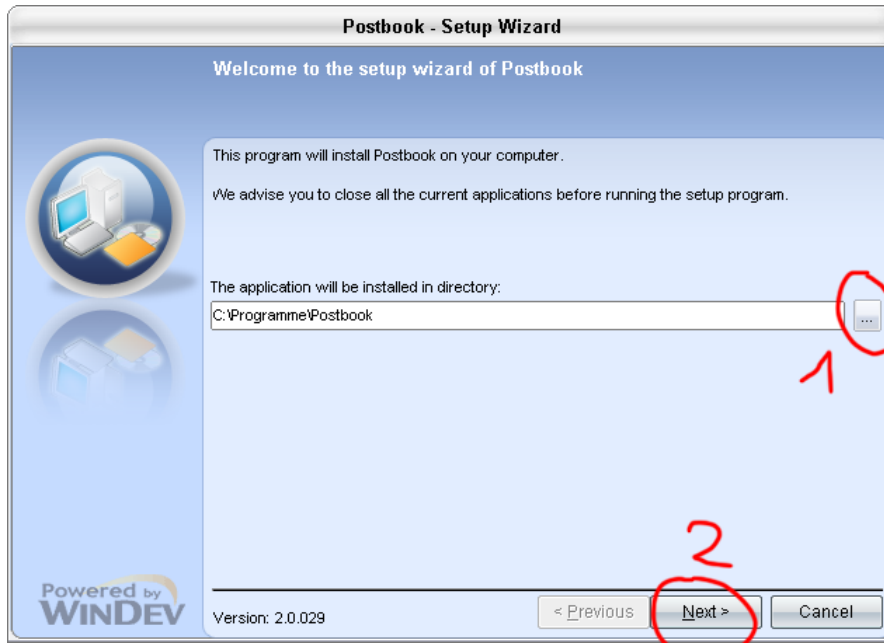 Postbook - Setup Wizard
Welcome to the setup wizard of Postbook
This program will install Postbook on your computer.
We advise you to close all the current applications before running the setup program.
The application will be installed in directory:
C:\Programme\Postbook
...
1
2
Powered by
WINDEV
Version: 2.0.029
< Previous
Next >
Cancel